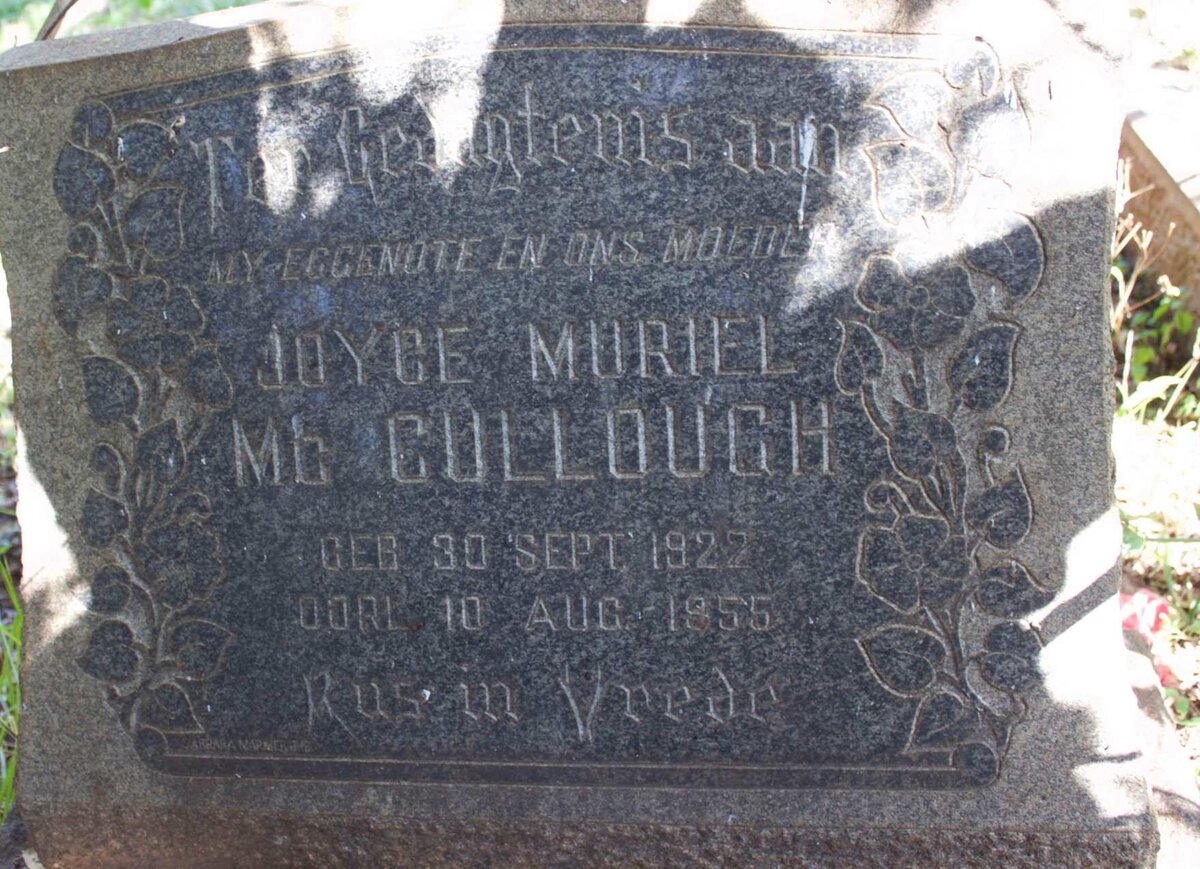 Ter Gedagtenis aan
MY EGGENOTE EN ONS MOEDER
JOYCE MURIEL
Mc CULLOUGH
GEB 30 SEPT 1922
OORL 10 AUG 1955
Rus in Vrede